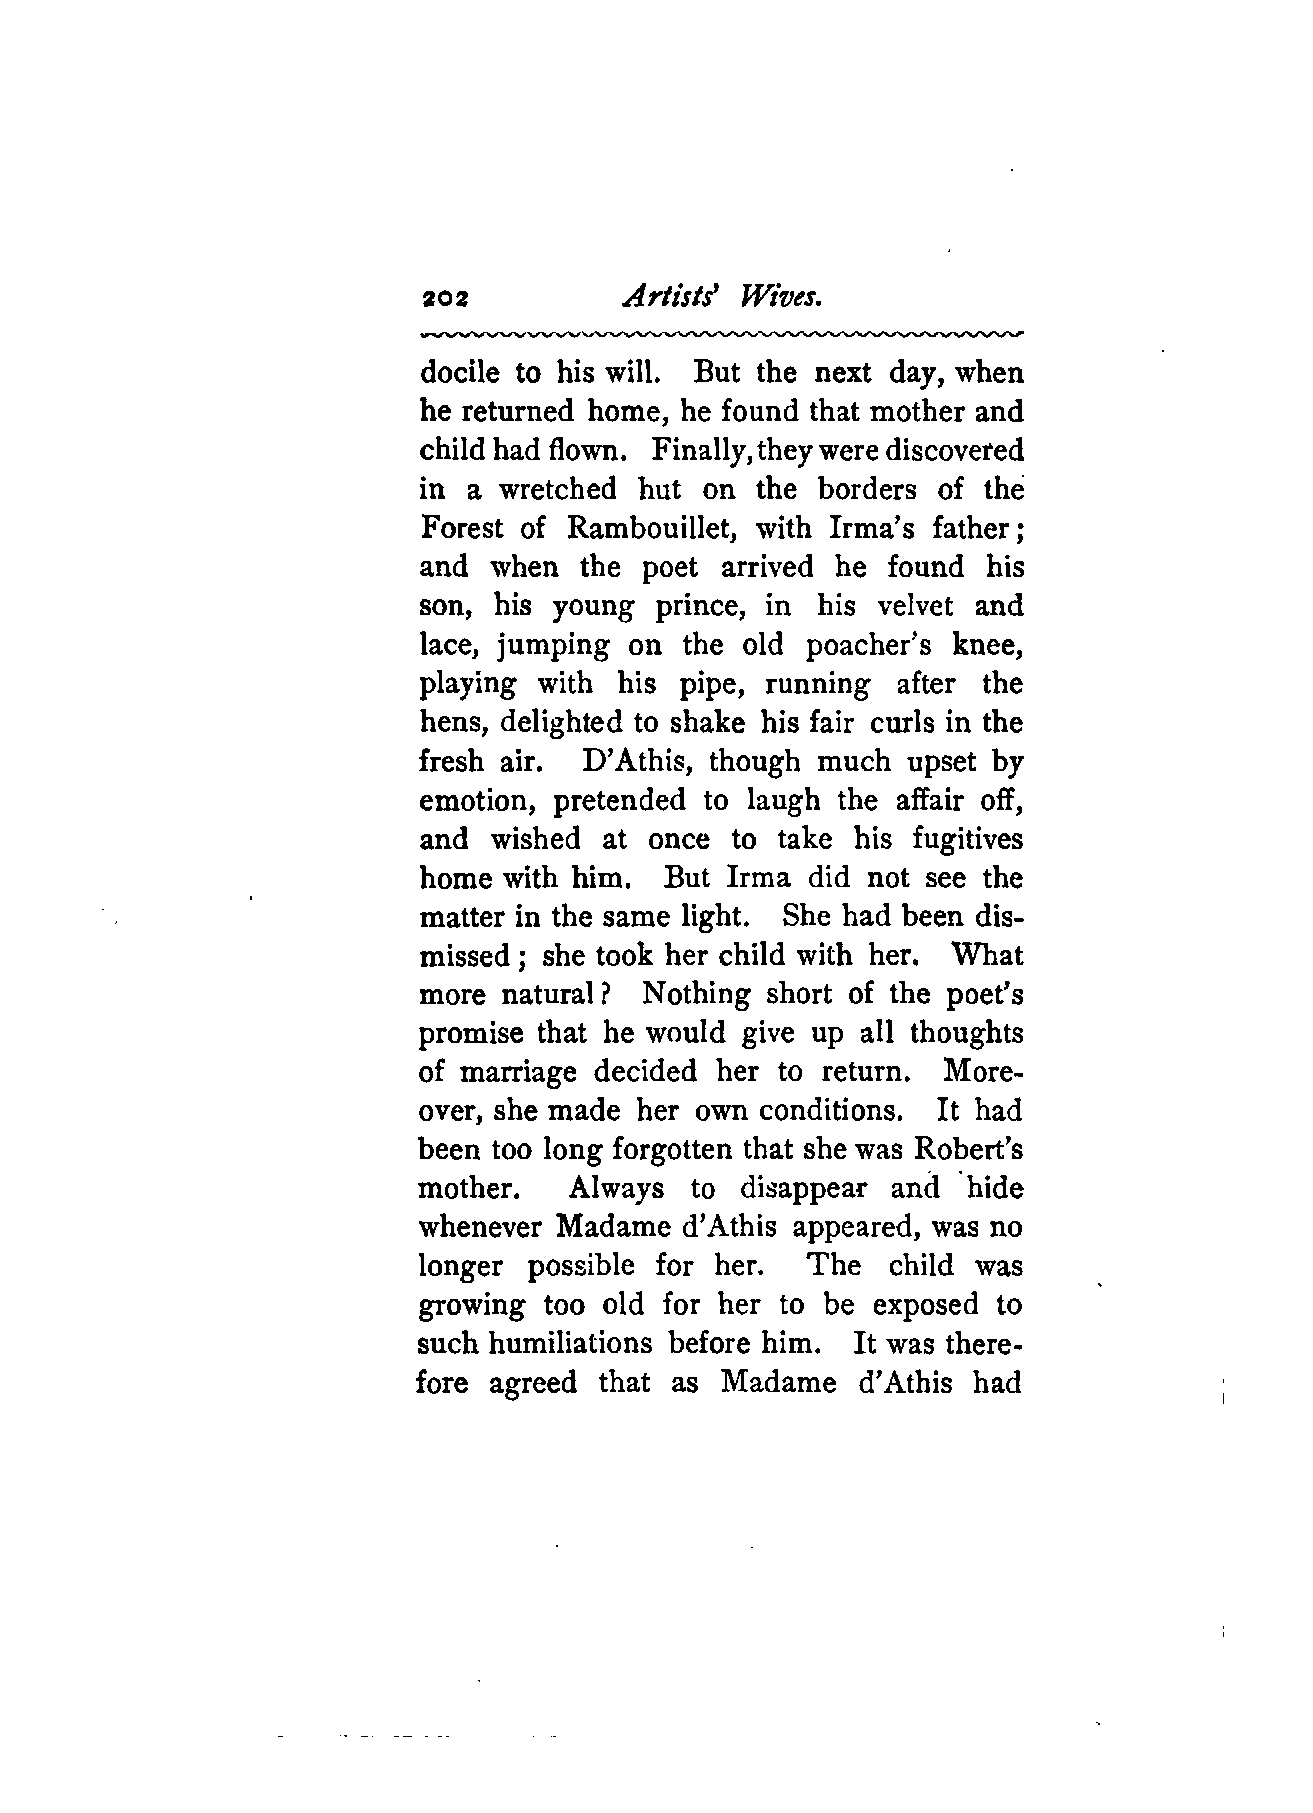 202 Artists' Wives.
docile to his will. But the next day, when
he returned home, he found that mother and
child had flown. Finally, they were discovered
in a wretched hut on the borders of the
Forest of Rambouillet, with Irma's father;
and when the poet arrived he found his
son, his young prince, in his velvet and
lace, jumping on the old poacher's knee,
playing with his pipe, running after the
hens, delighted to shake his fair curls in the
fresh air. D'Athis, though much upset by
emotion, pretended to laugh the affair off,
and wished at once to take his fugitives
home with him. But Irma did not see the
matter in the same light. She had been dis-
missed; she took her child with her. What
more natural? Nothing short of the poet's
promise that he would give up all thoughts
of marriage decided her to return. More-
over, she made her own conditions. It had
been too long forgotten that she was Robert's
mother. Always to disappear and hide
whenever Madame d'Athis appeared, was no
longer possible for her. The child was
growing too old for her to be exposed to
such humiliations before him. It was there-
fore agreed that as Madame d'Athis had